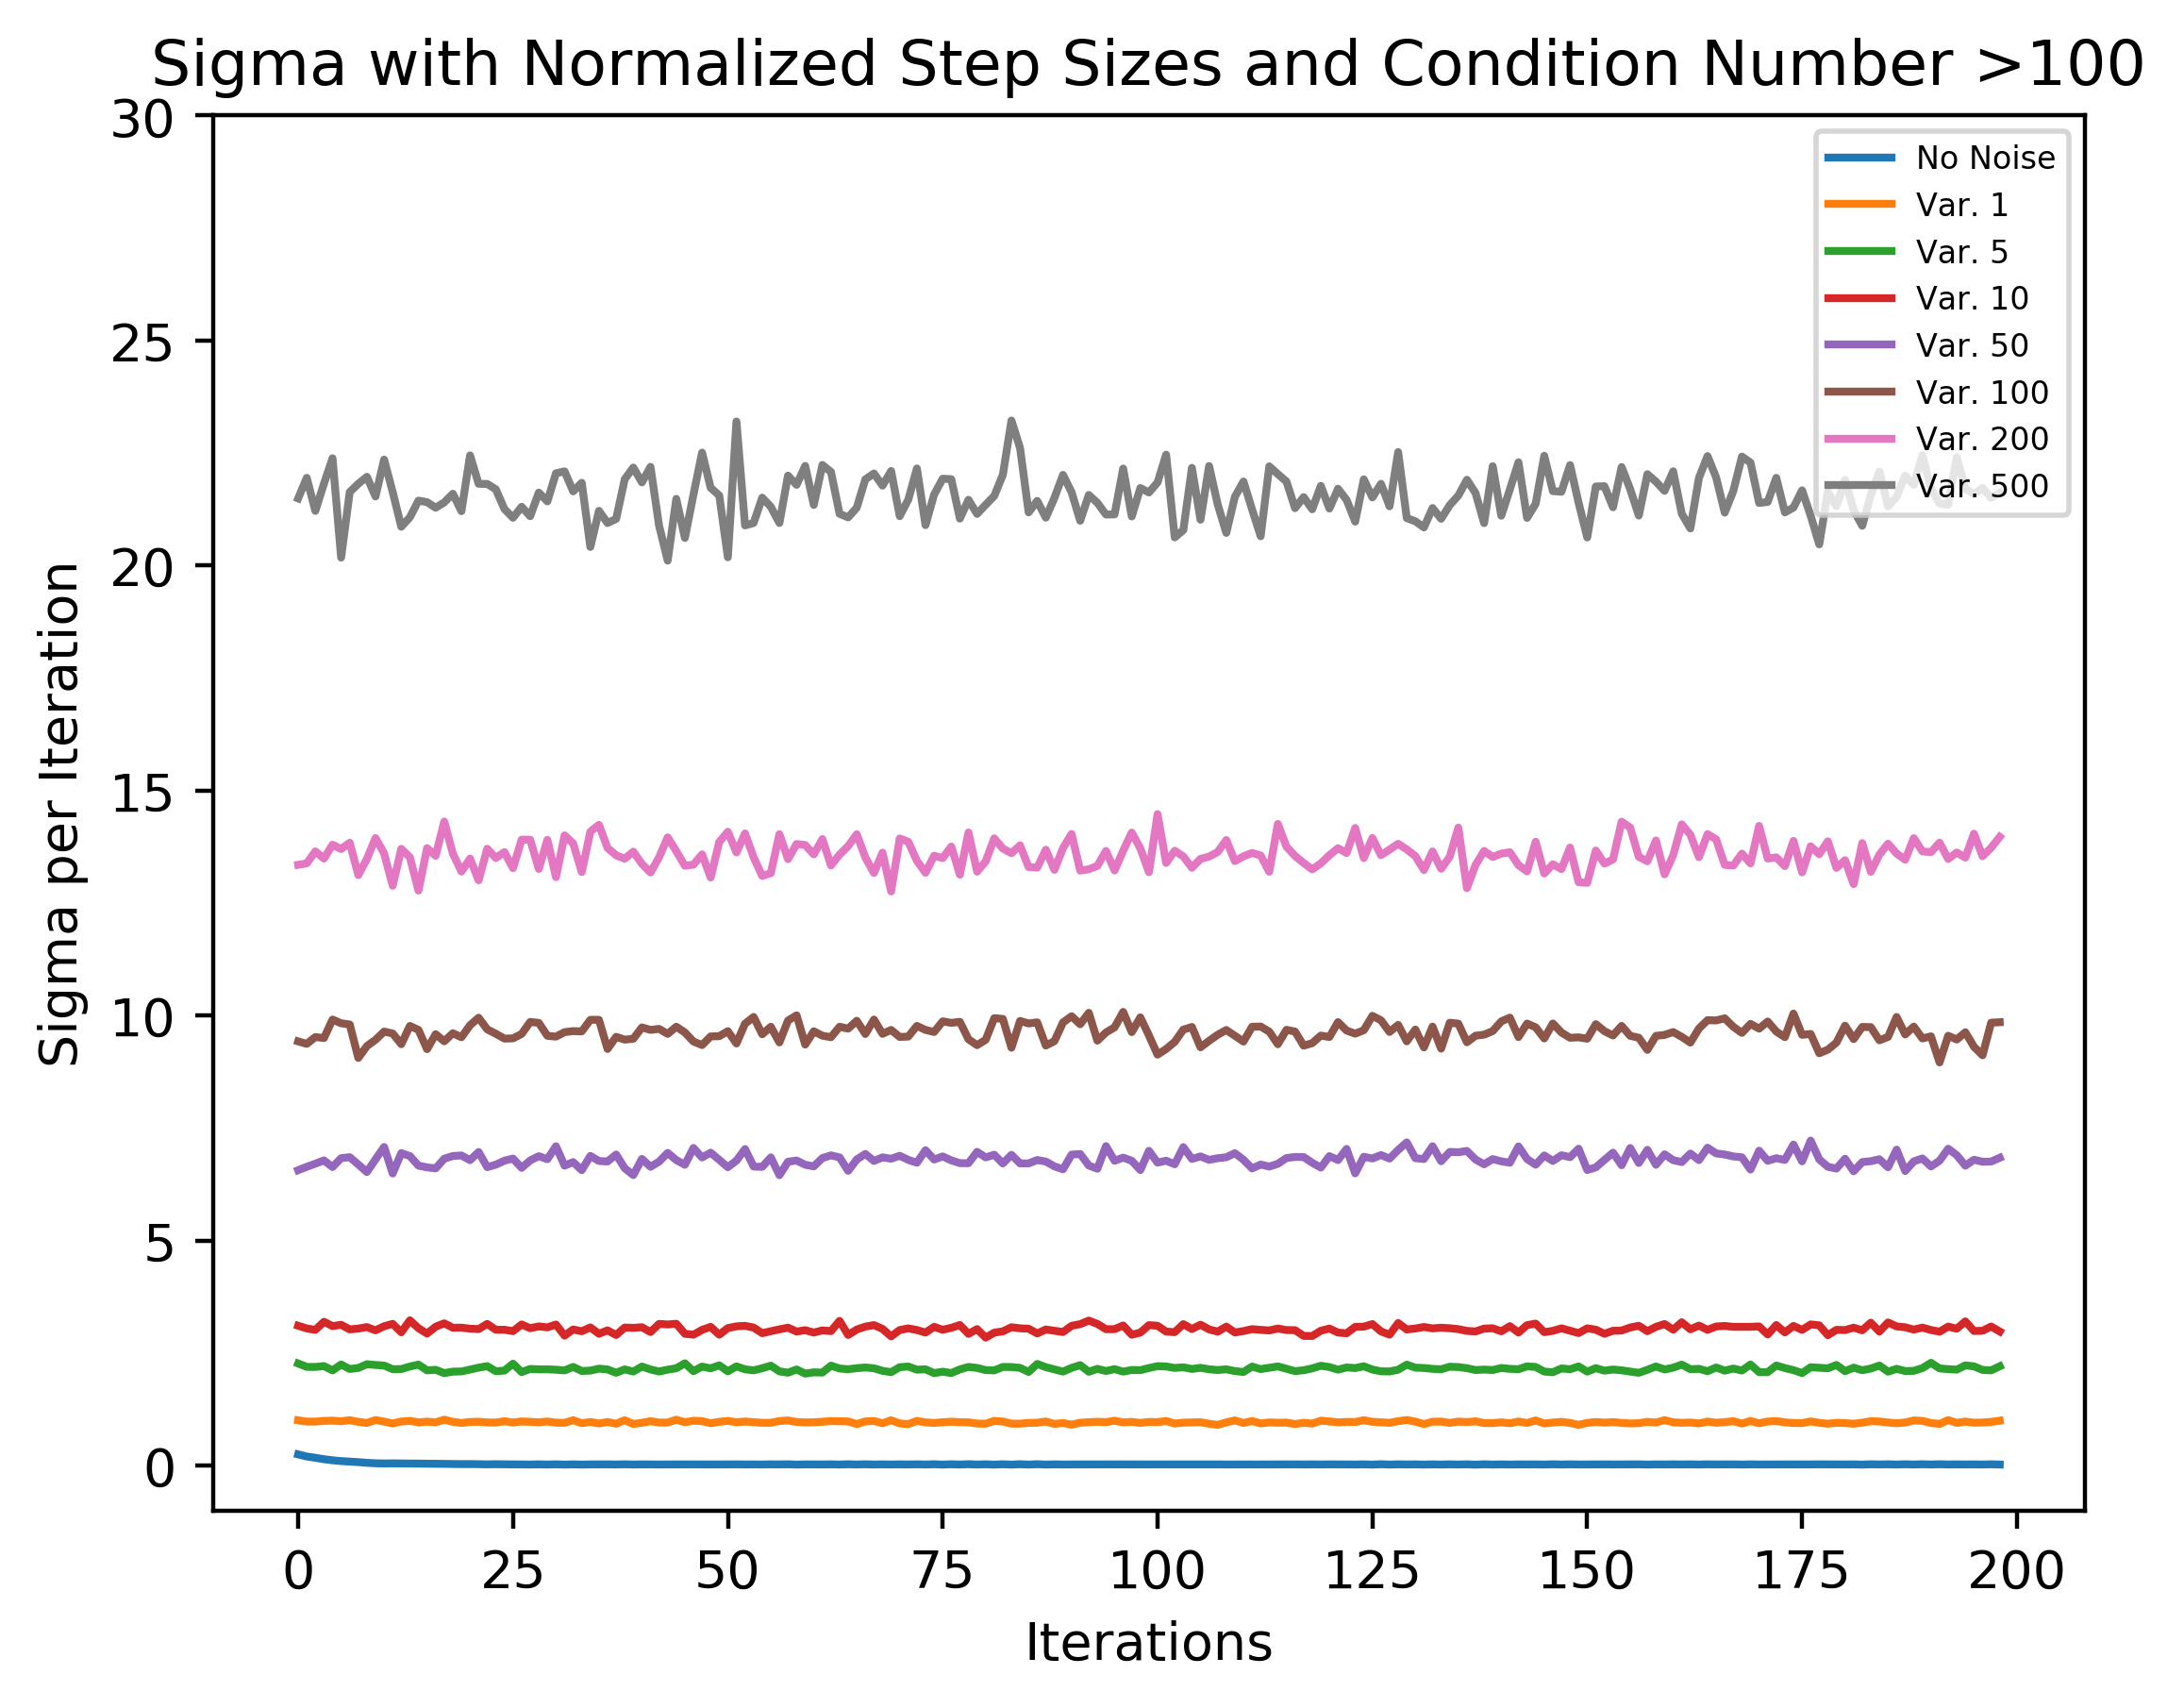 Sigma with Normalized Step Sizes and Condition Number >100
30
25
20
15
10
5
0
Sigma per Iteration
No Noise
Var. 1
Var. 5
Var. 10
Var. 50
Var. 100
Var. 200
Var. 500
0 25 50 75 100 125 150 175 200
Iterations